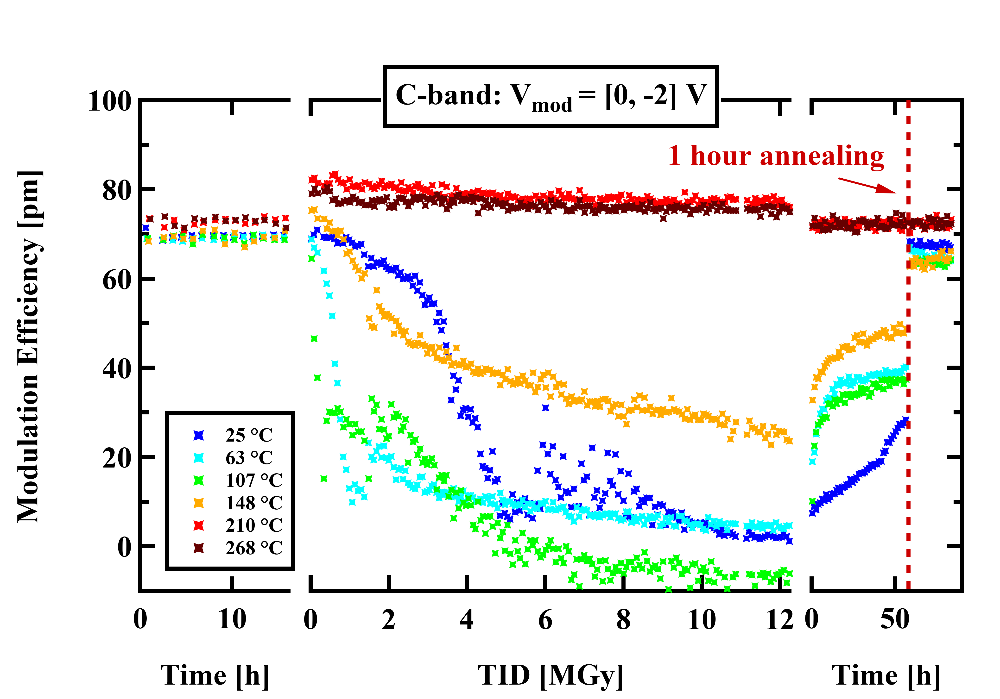 C-band: Vmod = [0, -2] V
1 hour annealing
Modulation Efficiency [pm]
100
80
60
40
20
0
25 °C
63 °C
107 °C
148 °C
210 °C
268 °C
0 10 0 2 4 6 8 10 12 0 50
Time [h] TID [MGy] Time [h]